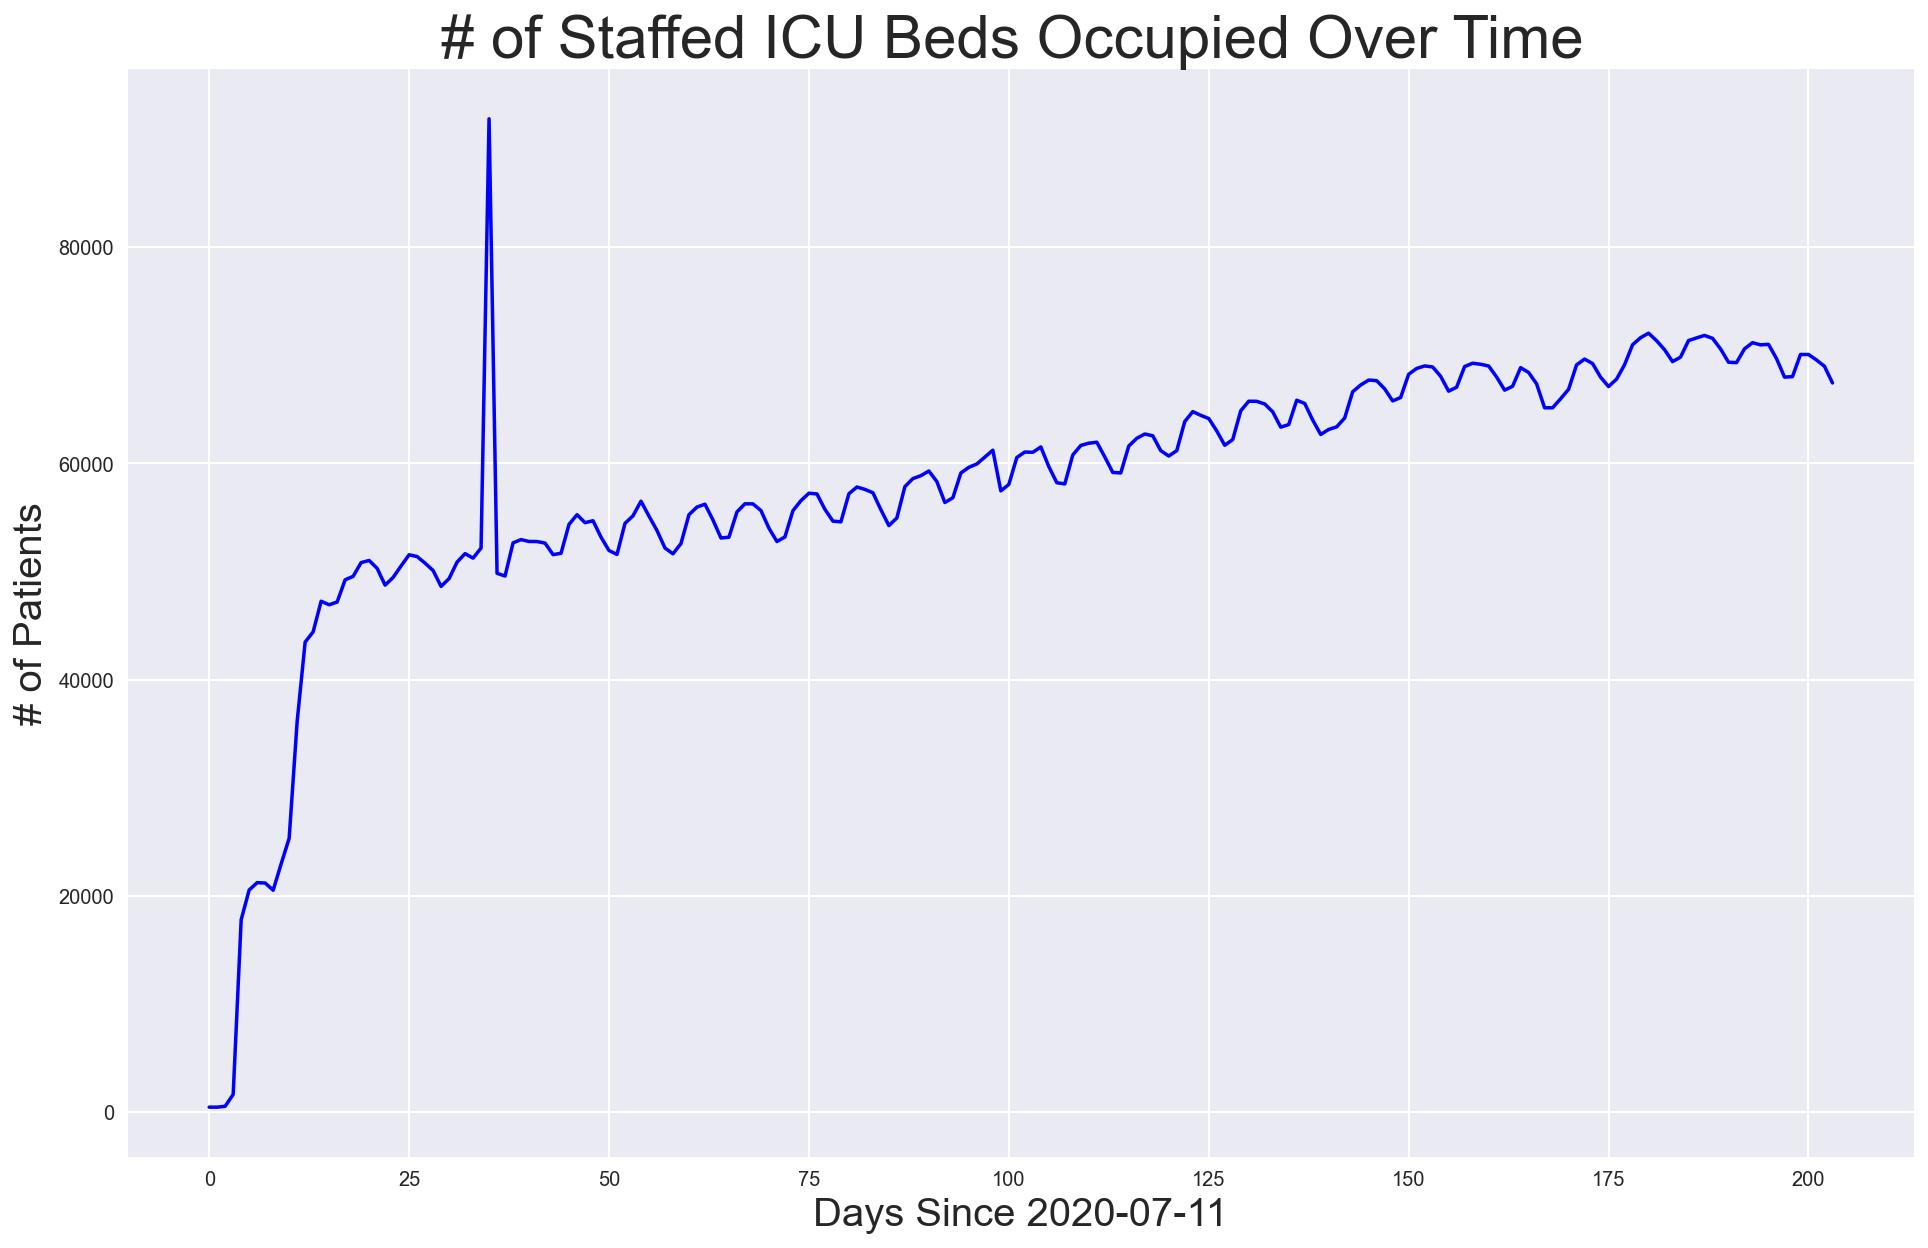 # of Staffed ICU Beds Occupied Over Time
# of Patients
80000
60000
40000
20000
0
0 25 50 75 100 125 150 175 200
Days Since 2020-07-11